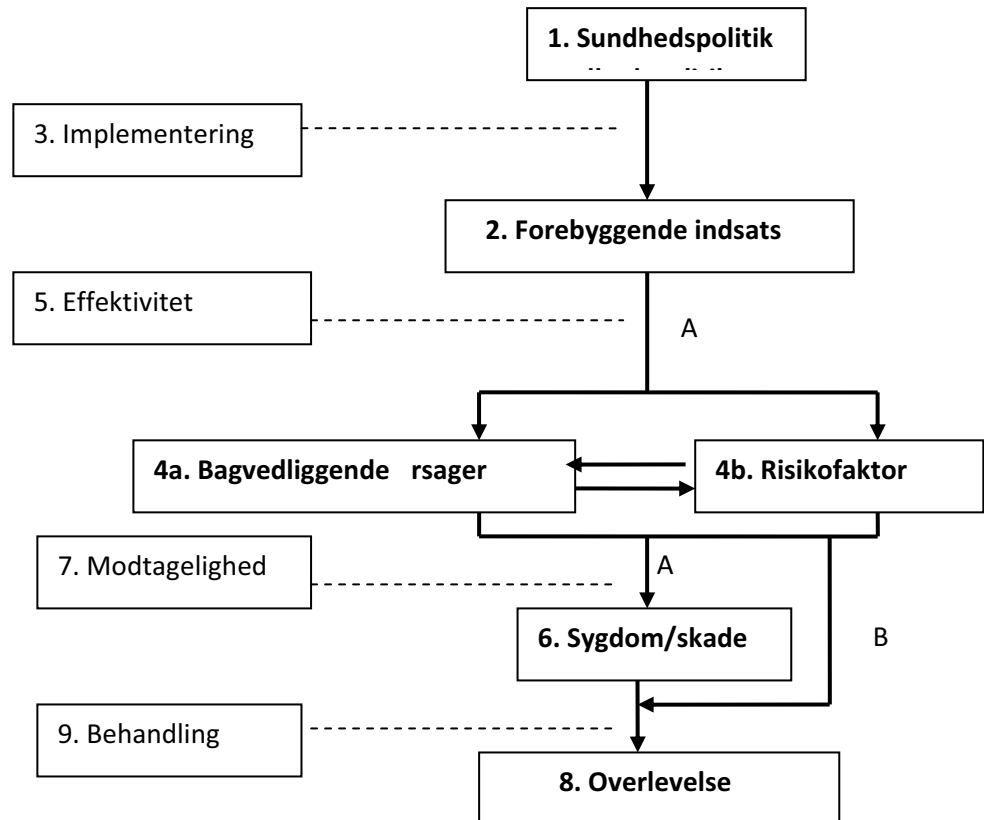 1. Sundhedspolitik
3. Implementering
2. Forebyggende indsats
5. Effektivitet
A
4a. Bagvedliggende rsager
4b. Risikofaktor
7. Modtagelighed
A
6. Sygdom/skade
B
9. Behandling
8. Overlevelse